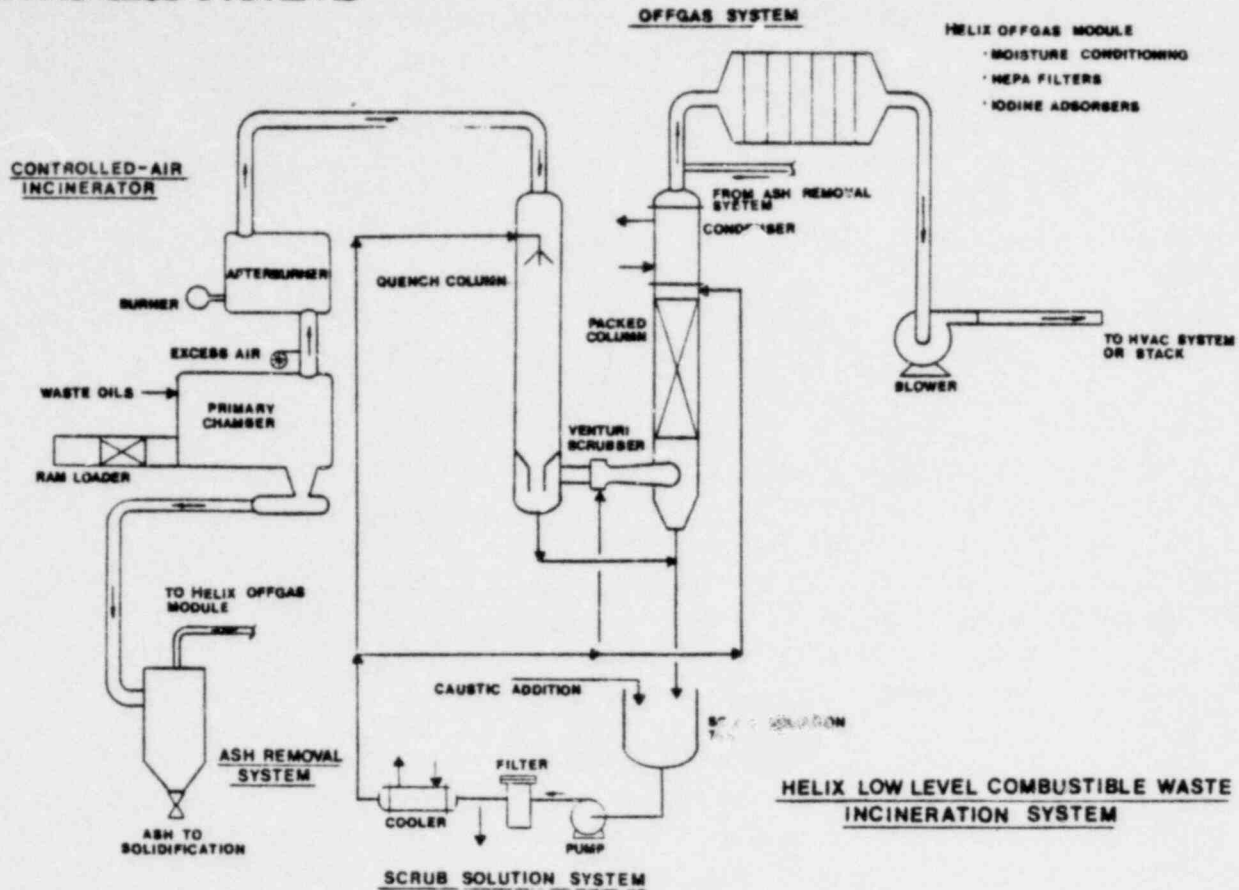 OFFGAS SYSTEM
HELIX OFFGAS MODULE
· MOISTURE CONDITIONING
· HEPA FILTERS
· IODINE ADSORBERS
CONTROLLED-AIR
INCINERATOR
FROM ASH REMOVAL
SYSTEM
CONDENSER
AFTERBURNER
QUENCH COLUMN
BURNER
PACKED
COLUMN
EXCESS AIR
TO HVAC SYSTEM
OR STACK
BLOWER
WASTE OILS
PRIMARY
CHAMBER
VENTURI
SCRUBBER
RAM LOADER
TO HELIX OFFGAS
MODULE
CAUSTIC ADDITION
ASH REMOVAL
SYSTEM
FILTER
COOLER
PUMP
HELIX LOW LEVEL COMBUSTIBLE WASTE
INCINERATION SYSTEM
ASH TO
SOLIDIFICATION
SCRUB SOLUTION SYSTEM